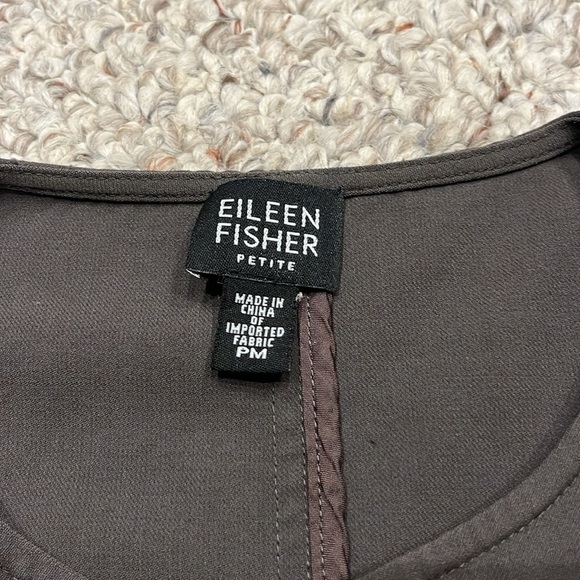 EILEEN
FISHER
PETITE
MADE IN
CHINA
OF
IMPORTED
FABRIC
PM